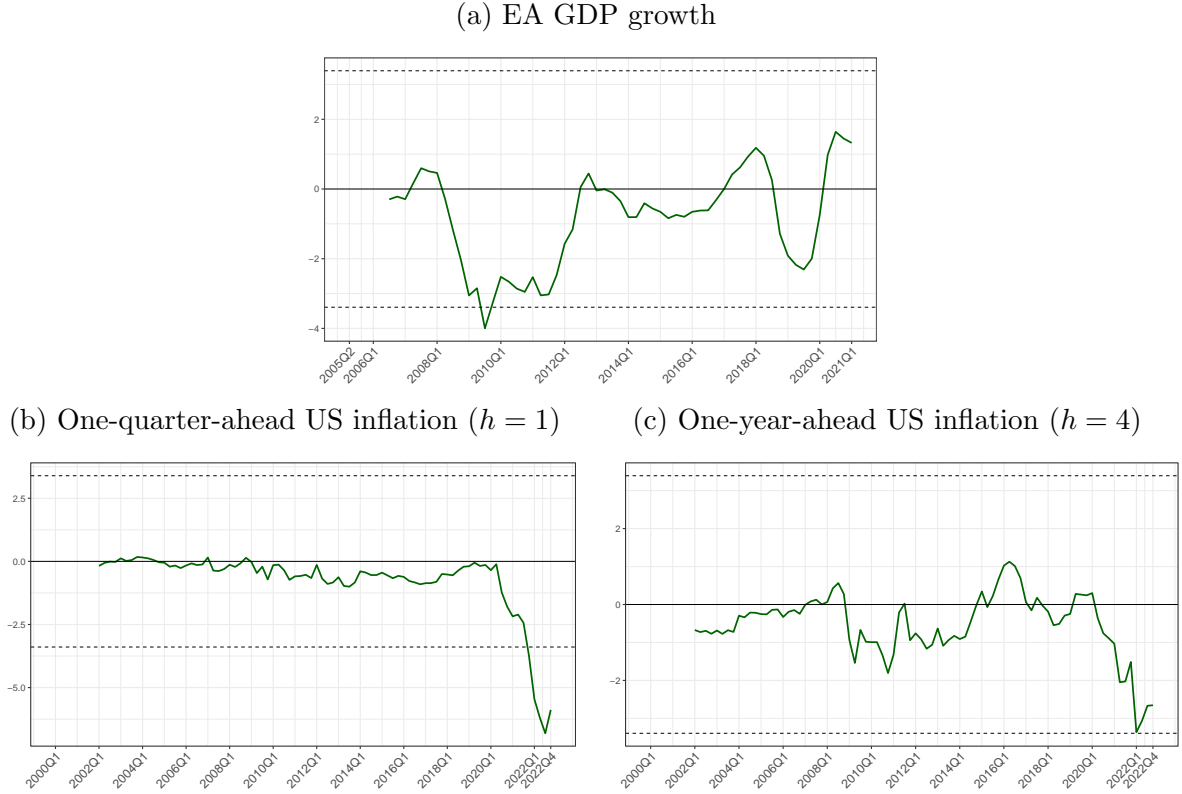 (a) EA GDP growth
2
0
−2
−4
2005Q2 2006Q1 2008Q1 2010Q1 2012Q1 2014Q1 2016Q1 2018Q1 2020Q1 2021Q1
(b) One-quarter-ahead US inflation (h = 1)
2.5
0.0
−2.5
−5.0
2000Q1 2002Q1 2004Q1 2006Q1 2008Q1 2010Q1 2012Q1 2014Q1 2016Q1 2018Q1 2020Q1 2022Q1 2022Q4
(c) One-year-ahead US inflation (h = 4)
2
0
−2
2000Q1 2002Q1 2004Q1 2006Q1 2008Q1 2010Q1 2012Q1 2014Q1 2016Q1 2018Q1 2020Q1 2022Q1 2022Q4